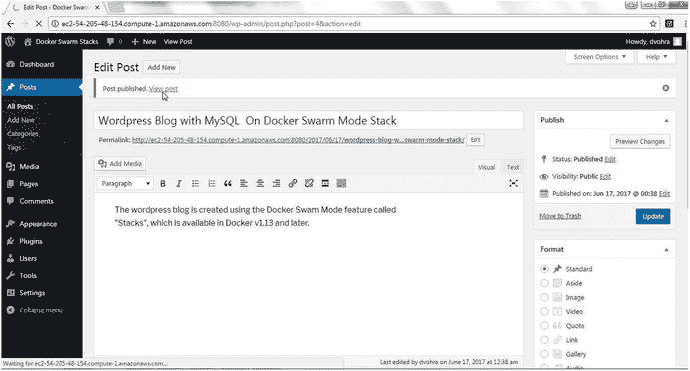 Edit Post - Docker Sw
ec2-54-205-48-154.compute-1.amazonaws.com:8080/wp-admin/post.php?post=4&action=edit
Docker Swarm Stacks 0 New View Post Howdy, dvohra
Screen Options Help
Dashboard
Posts
All Posts
Add New
Categories
Tags
Media
Pages
Comments
Appearance
Plugins
Users
Tools
Settings
Collapse menu
Edit Post Add New
Post published. View post
Wordpress Blog with MySQL On Docker Swarm Mode Stack
Permalink: http://ec2-54-205-48-154.compute-1.amazonaws.com:8080/2017/06/17/wordpress-blog-w...swarm-mode-stack/ Edit
Add Media Visual Text
Paragraph
The wordpress blog is created using the Docker Swam Mode feature called
"Stacks", which is available in Docker v1.13 and later.
Last edited by dvohra on June 17, 2017 at 12:38 am
Publish
Preview Changes
Status: Published Edit
Visibility: Public Edit
Published on: Jun 17, 2017 @ 00:38 Edit
Move to Trash Update
Format
Standard
Aside
Image
Video
Quote
Link
Gallery
Waiting for ec2-54-205-48-154.compute-1.amazonaws.com...